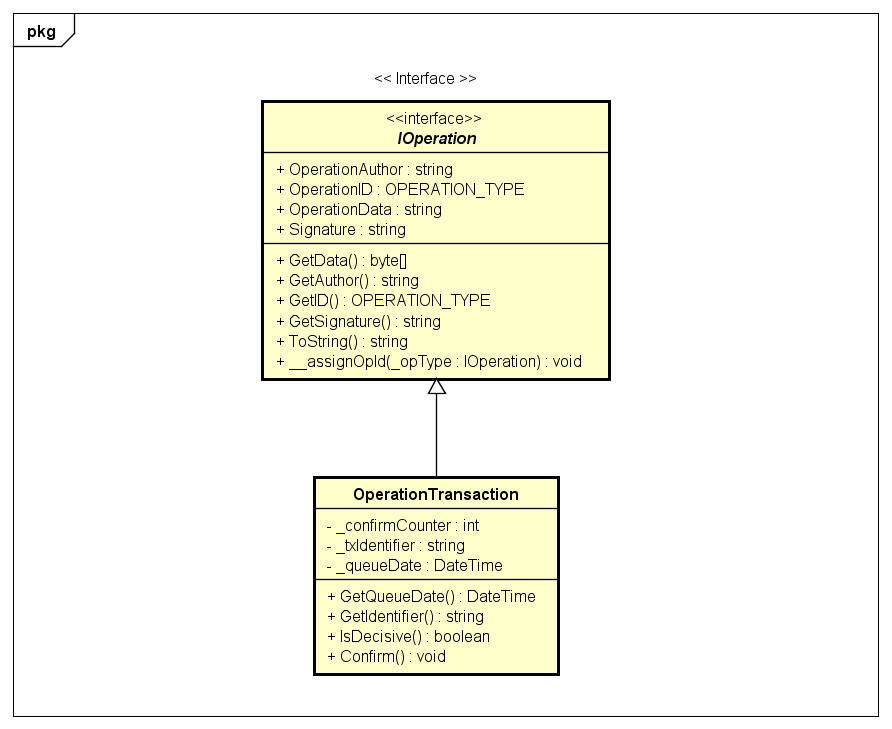 pkg
<< Interface >>
<<interface>>
IOperation
+ OperationAuthor : string
+ OperationID : OPERATION_TYPE
+ OperationData : string
+ Signature : string
+ GetData() : byte[]
+ GetAuthor() : string
+ GetID() : OPERATION_TYPE
+ GetSignature() : string
+ ToString() : string
+ __assignOpId(_opType : IOperation) : void
OperationTransaction
- _confirmCounter : int
- _txIdentifier : string
- _queueDate : DateTime
+ GetQueueDate() : DateTime
+ GetIdentifier() : string
+ IsDecisive() : boolean
+ Confirm() : void